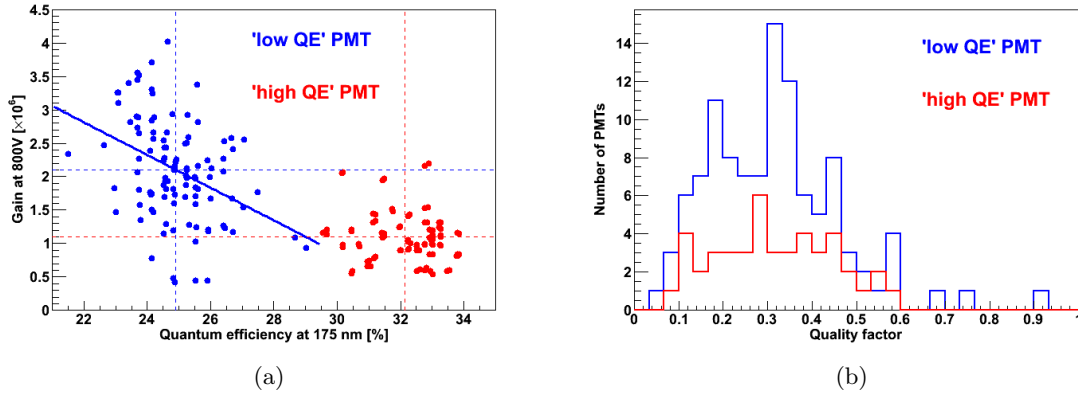 4.5
4
3.5
3
2.5
2
1.5
1
0.5
0
Gain at 800V [×10⁶]
'low QE' PMT
'high QE' PMT
22 24 26 28 30 32 34
Quantum efficiency at 175 nm [%]
(a)
14
12
10
8
6
4
2
0
Number of PMTs
'low QE' PMT
'high QE' PMT
0 0.1 0.2 0.3 0.4 0.5 0.6 0.7 0.8 0.9 1
Quality factor
(b)